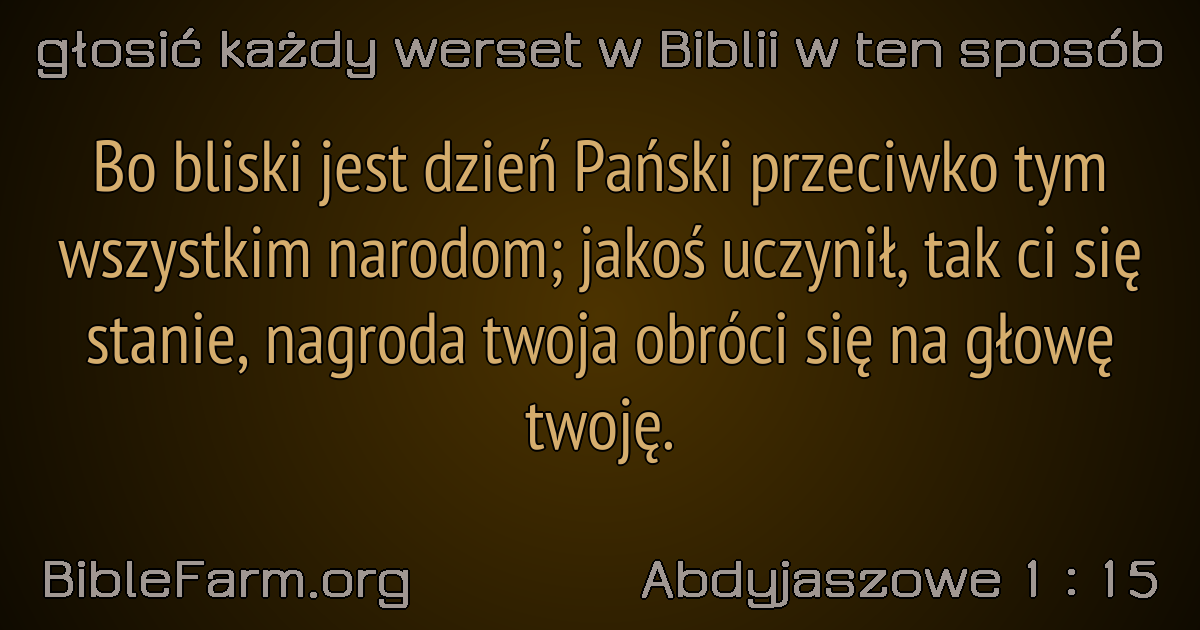 głosić każdy werset w Biblii w ten sposób
Bo bliski jest dzień Pański przeciwko tym
wszystkim narodom; jakoś uczynił, tak ci się
stanie, nagroda twoja obróci się na głowę
twoję.
BibleFarm.org
Abdyjaszowe 1 : 15